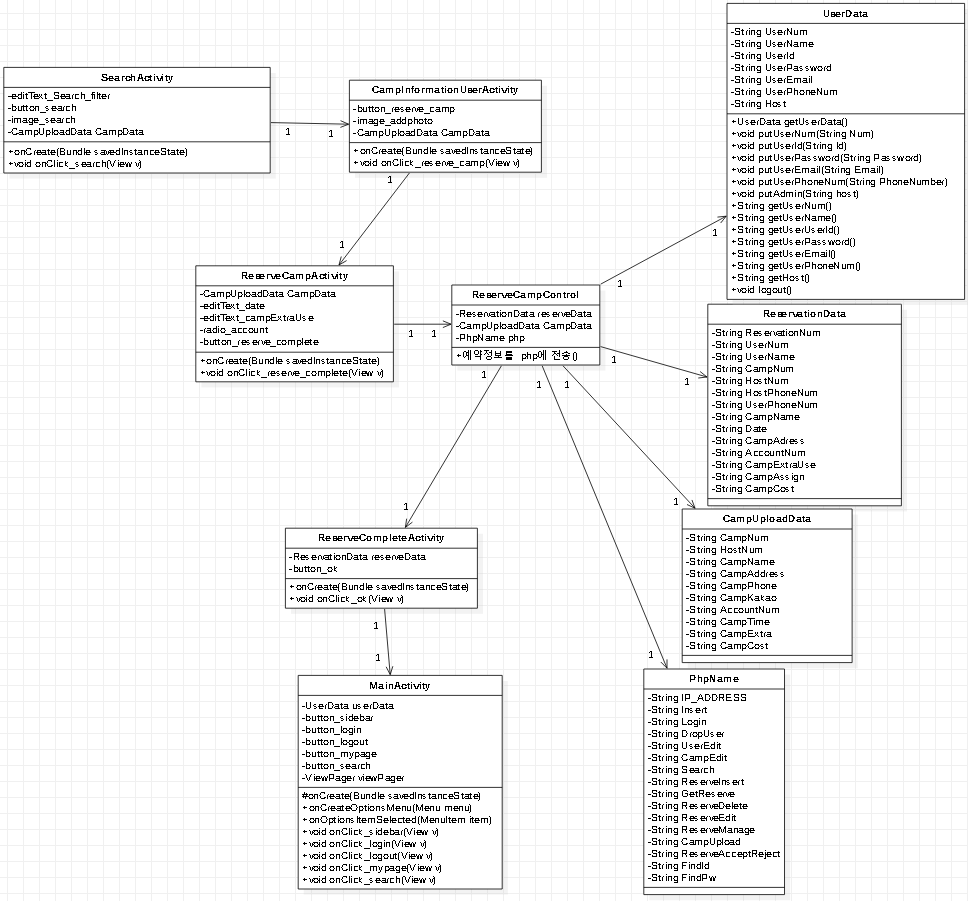 SearchActivity
-editText_Search_filter
-button_search
-image_search
-CampUploadData CampData
+onCreate(Bundle savedInstanceState)
+void onClick_search(View v)
1
1
CampInformationUserActivity
-button_reserve_camp
-image_addphoto
-CampUploadData CampData
+onCreate(Bundle savedInstanceState)
+void onClick_reserve_camp(View v)
1
1
UserData
-String UserNum
-String UserName
-String UserId
-String UserPassword
-String UserEmail
-String UserPhoneNum
-String Host
+UserData getUserData()
+void putUserNum(String Num)
+void putUserId(String Id)
+void putUserPassword(String Password)
+void putUserEmail(String Email)
+void putUserPhoneNum(String PhoneNumber)
+void putAdmin(String host)
+String getUserNum()
+String getUserName()
+String getUserUserId()
+String getUserPassword()
+String getUserEmail()
+String getUserPhoneNum()
+String getHost()
+void logout()
ReserveCampActivity
-CampUploadData CampData
-editText_date
-editText_campExtraUse
-radio_account
-button_reserve_complete
+onCreate(Bundle savedInstanceState)
+void onClick_reserve_complete(View v)
1
1
ReserveCampControl
-ReservationData reserveData
-CampUploadData CampData
-PhpName php
+예약정보를 php에 전송()
1
1
1
1
1
1
1
1
1
1
ReservationData
-String ReservationNum
-String UserNum
-String UserName
-String CampNum
-String HostNum
-String HostPhoneNum
-String UserPhoneNum
-String CampName
-String Date
-String CampAdress
-String AccountNum
-String CampExtraUse
-String CampAssign
-String CampCost
CampUploadData
-String CampNum
-String HostNum
-String CampName
-String CampAddress
-String CampPhone
-String CampKakao
-String AccountNum
-String CampTime
-String CampExtra
-String CampCost
ReserveCompleteActivity
-ReservationData reserveData
-button_ok
+onCreate(Bundle savedInstanceState)
+void onClick_ok(View v)
1
1
MainActivity
-UserData userData
-button_sidebar
-button_login
-button_logout
-button_mypage
-button_search
-ViewPager viewPager
#onCreate(Bundle savedInstanceState)
+onCreateOptionsMenu(Menu menu)
+onOptionsItemSelected(MenuItem item)
+void onClick_sidebar(View v)
+void onClick_login(View v)
+void onClick_logout(View v)
+void onClick_mypage(View v)
+void onClick_search(View v)
PhpName
-String IP_ADDRESS
-String Insert
-String Login
-String DropUser
-String UserEdit
-String CampEdit
-String Search
-String ReserveInsert
-String GetReserve
-String ReserveDelete
-String ReserveEdit
-String ReserveManage
-String CampUpload
-String ReserveAcceptReject
-String FindId
-String FindPw